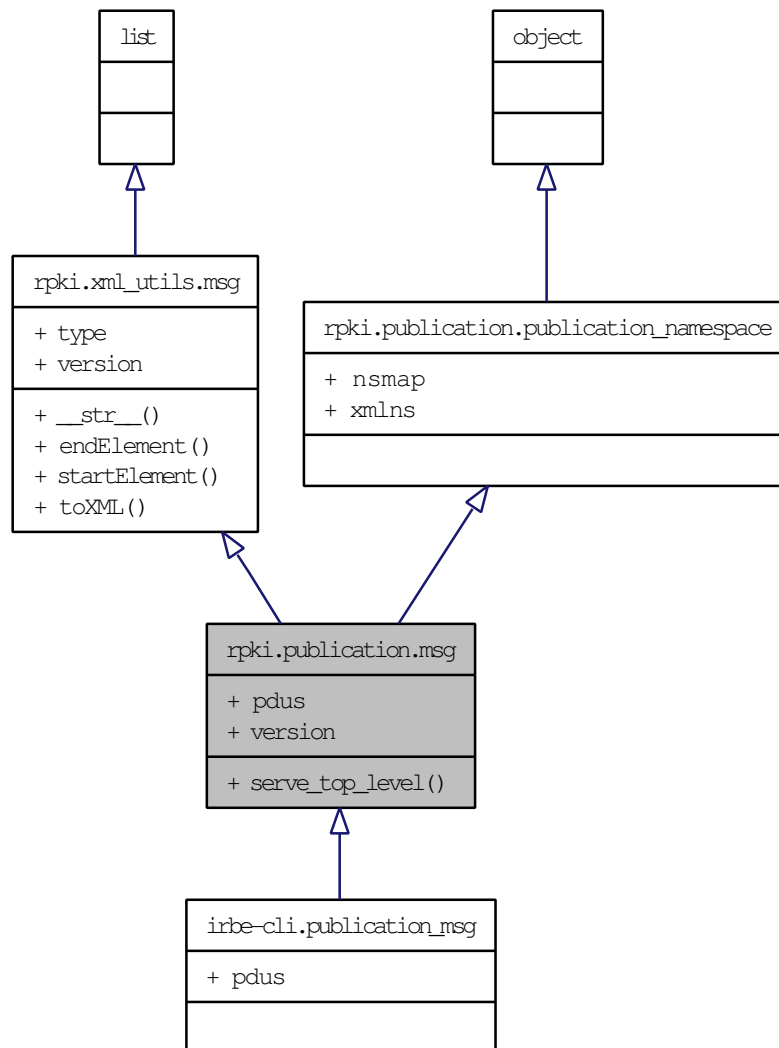 list
object
rpki.xml_utils.msg
+ type
+ version
+ __str__()
+ endElement()
+ startElement()
+ toXML()
rpki.publication.publication_namespace
+ nsmap
+ xmlns
rpki.publication.msg
+ pdus
+ version
+ serve_top_level()
irbe-cli.publication_msg
+ pdus